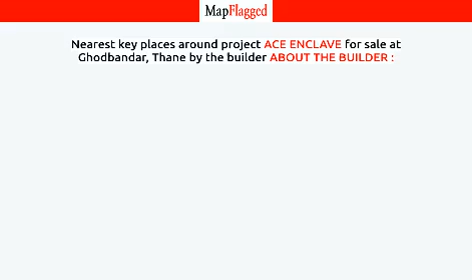 MapFlagged
Nearest key places around project ACE ENCLAVE for sale at
Ghodbandar, Thane by the builder ABOUT THE BUILDER :